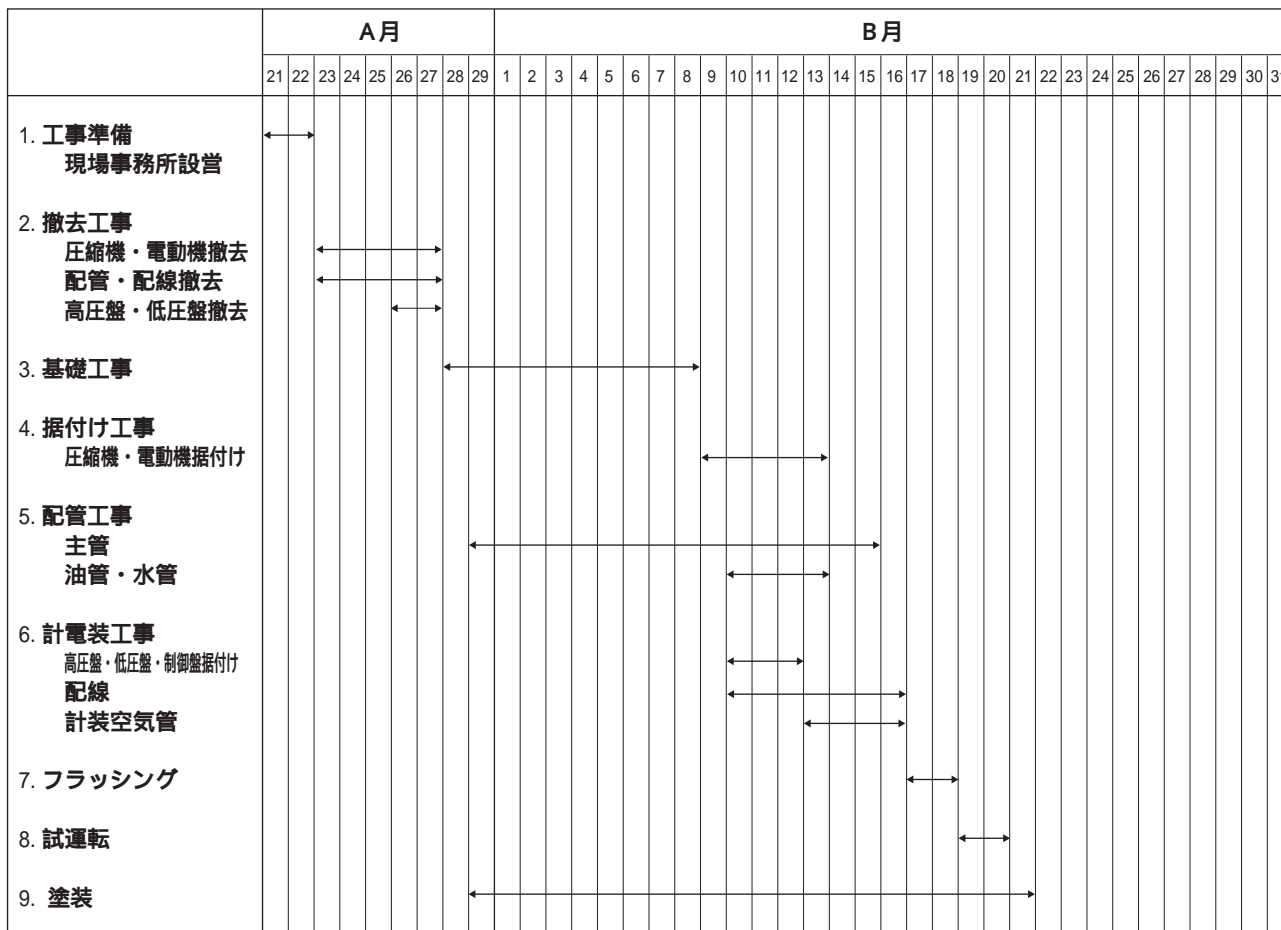 A月 B月
21 22 23 24 25 26 27 28 29 1 2 3 4 5 6 7 8 9 10 11 12 13 14 15 16 17 18 19 20 21 22 23 24 25 26 27 28 29 30
1. 工事準備
現場事務所設営
2. 撤去工事
圧縮機・電動機撤去
配管・配線撤去
高圧盤・低圧盤撤去
3. 基礎工事
4. 据付け工事
圧縮機・電動機据付け
5. 配管工事
主管
油管・水管
6. 計電装工事
高圧盤・低圧盤・制御盤据付け
配線
計装空気管
7. フラッシング
8. 試運転
9. 塗装